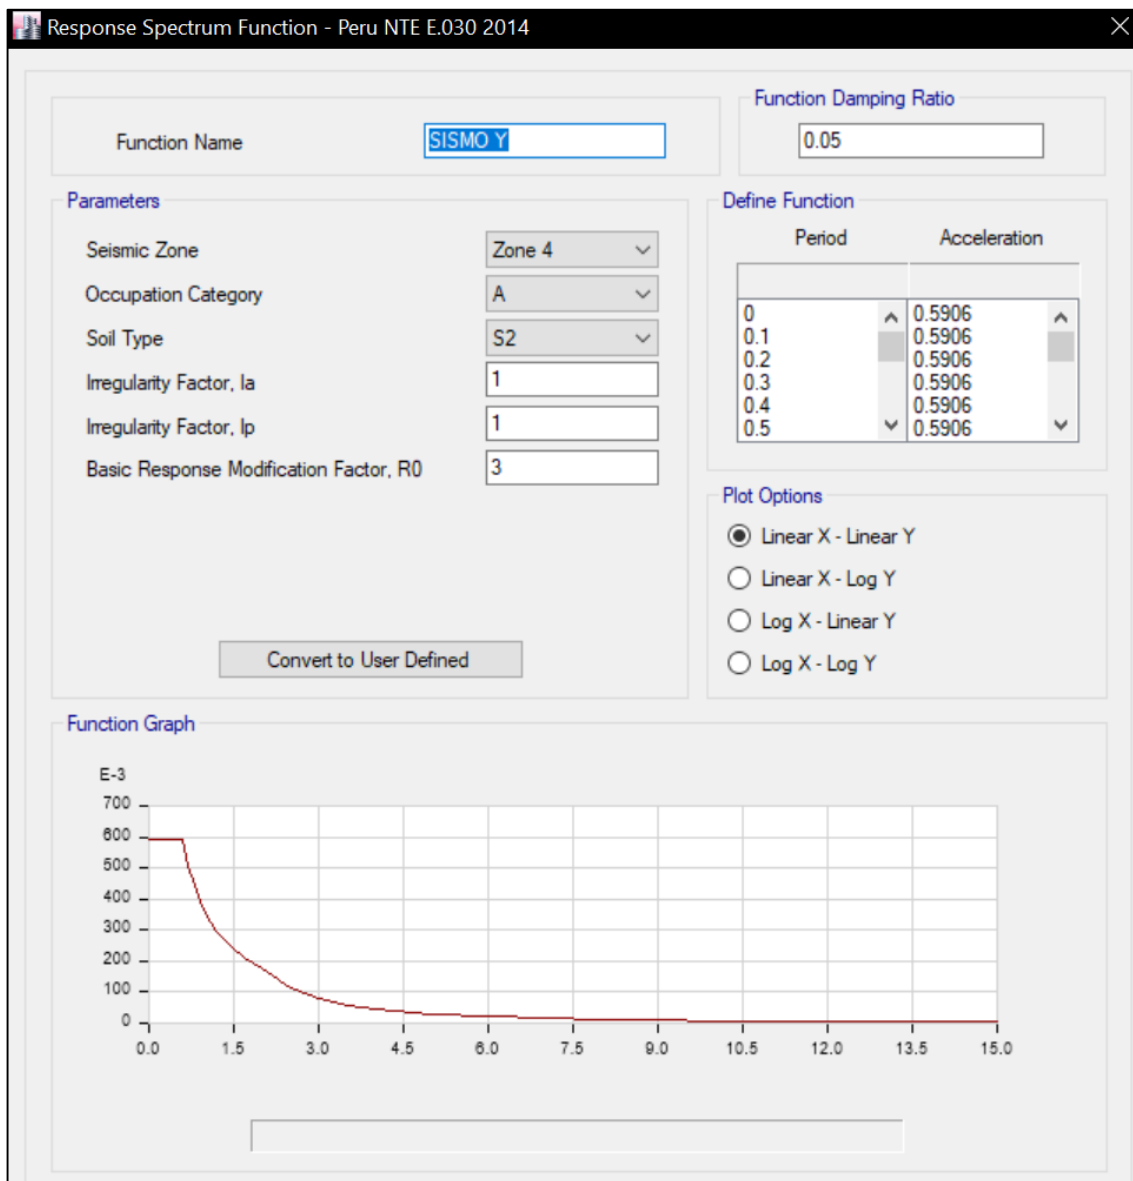 Response Spectrum Function - Peru NTE E.030 2014
Function Name
SISMO Y
Function Damping Ratio
0.05
Parameters
Seismic Zone
Zone 4
Occupation Category
A
Soil Type
S2
Irregularity Factor, Ia
1
Irregularity Factor, Ip
1
Basic Response Modification Factor, R0
3
Convert to User Defined
Define Function
Period Acceleration
0 0.5906
0.1 0.5906
0.2 0.5906
0.3 0.5906
0.4 0.5906
0.5 0.5906
Plot Options
Linear X - Linear Y
Linear X - Log Y
Log X - Linear Y
Log X - Log Y
Function Graph
E-3
700
600
500
400
300
200
100
0
0.0 1.5 3.0 4.5 6.0 7.5 9.0 10.5 12.0 13.5 15.0